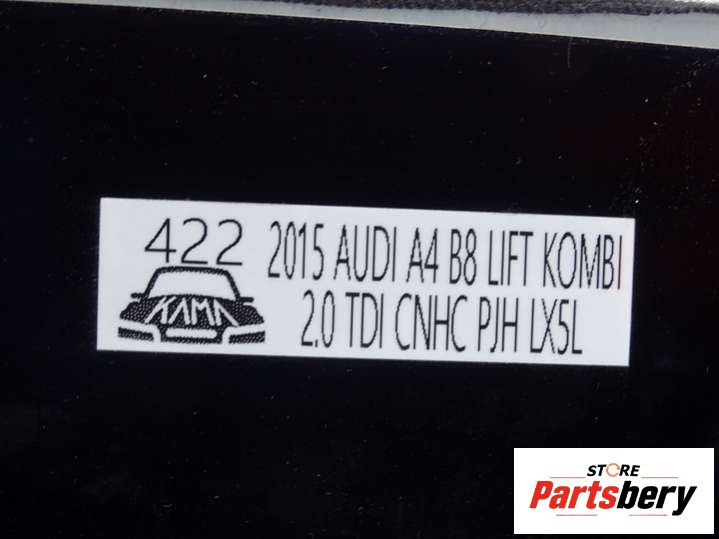 422
2015 AUDI A4 B8 LIFT KOMBI
KAMA
2.0 TDI CNHC PJH LX5L
STORE
Partsbery